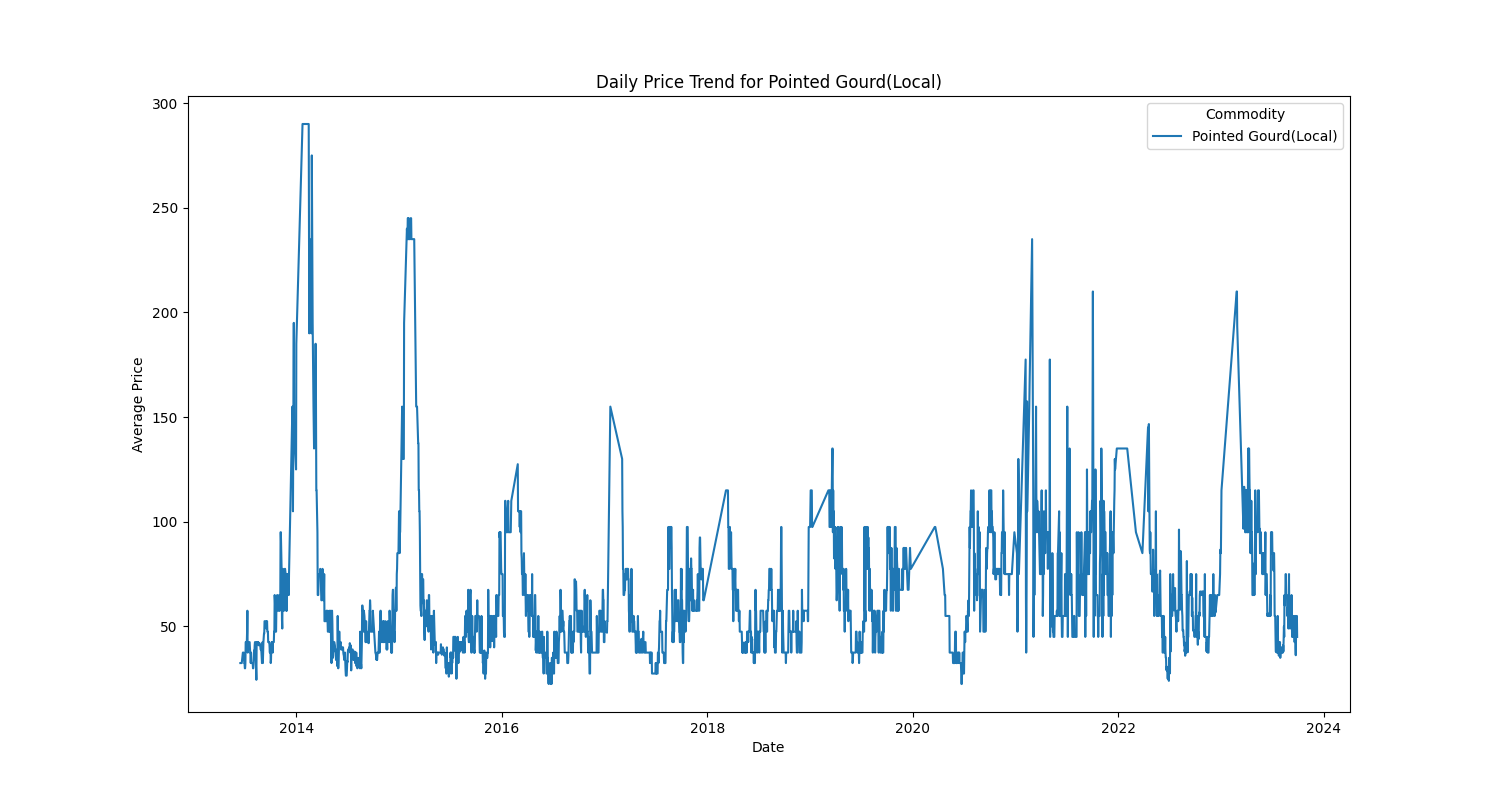 Daily Price Trend for Pointed Gourd(Local)
300
250
200
150
100
50
Average Price
Commodity
Pointed Gourd(Local)
2014
2016
2018
2020
2022
2024
Date